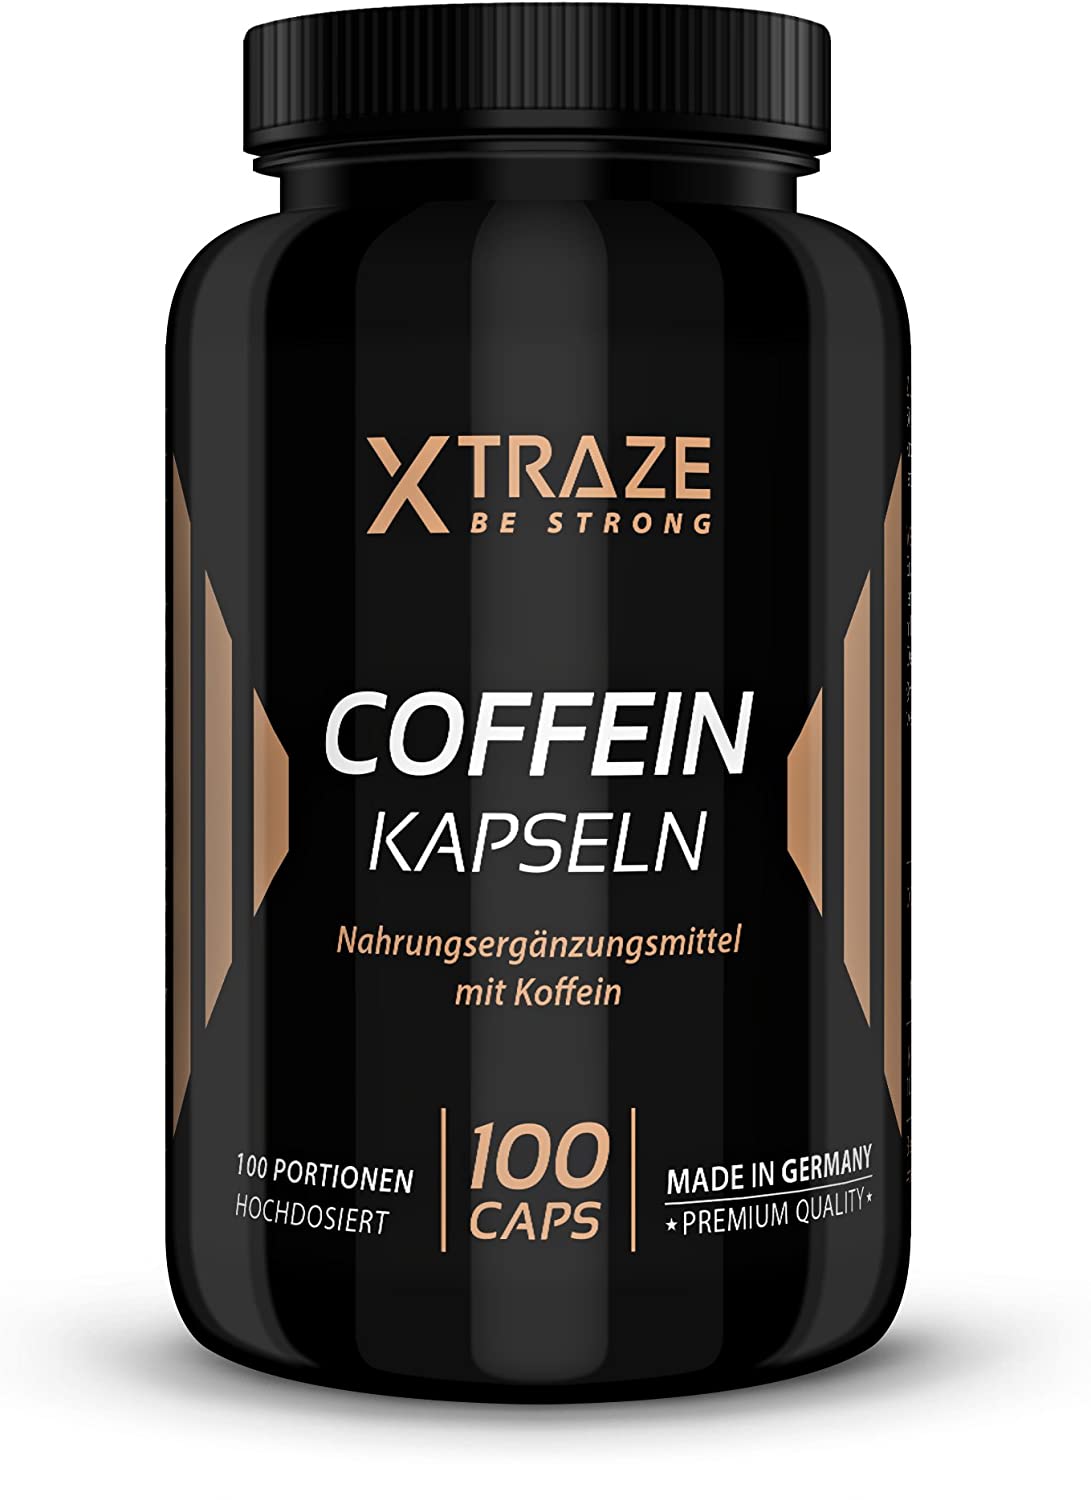 XTRAZE
BE STRONG
COFFEIN
KAPSELN
Nahrungsergänzungsmittel
mit Koffein
100 PORTIONEN
HOCHDOSIERT
100
CAPS
MADE IN GERMANY
★PREMIUM QUALITY★